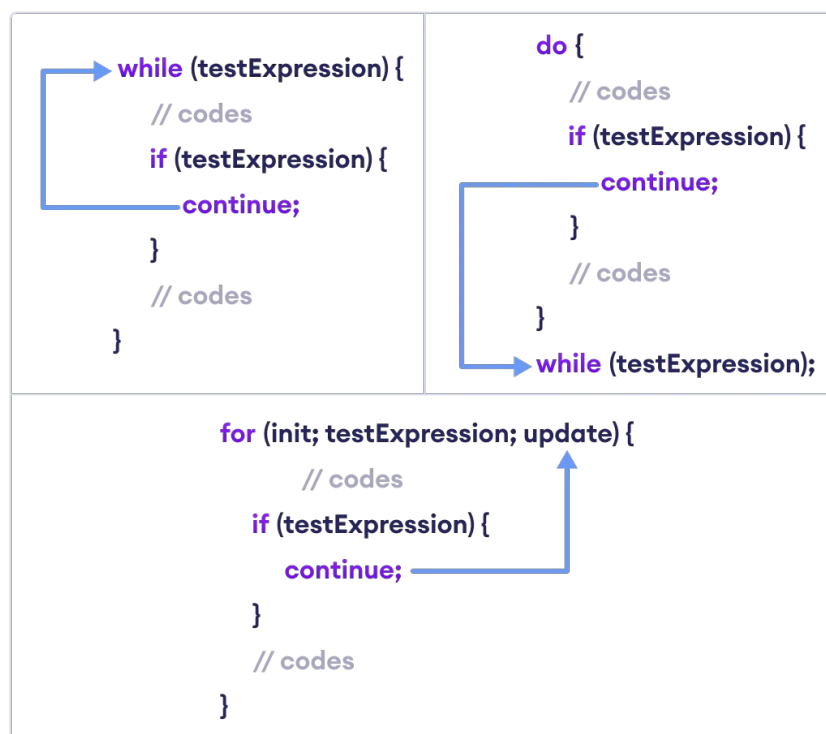 while (testExpression) {
// codes
if (testExpression) {
continue;
}
// codes
}
do {
// codes
if (testExpression) {
continue;
}
// codes
}
while (testExpression);
for (init; testExpression; update) {
// codes
if (testExpression) {
continue;
}
// codes
}